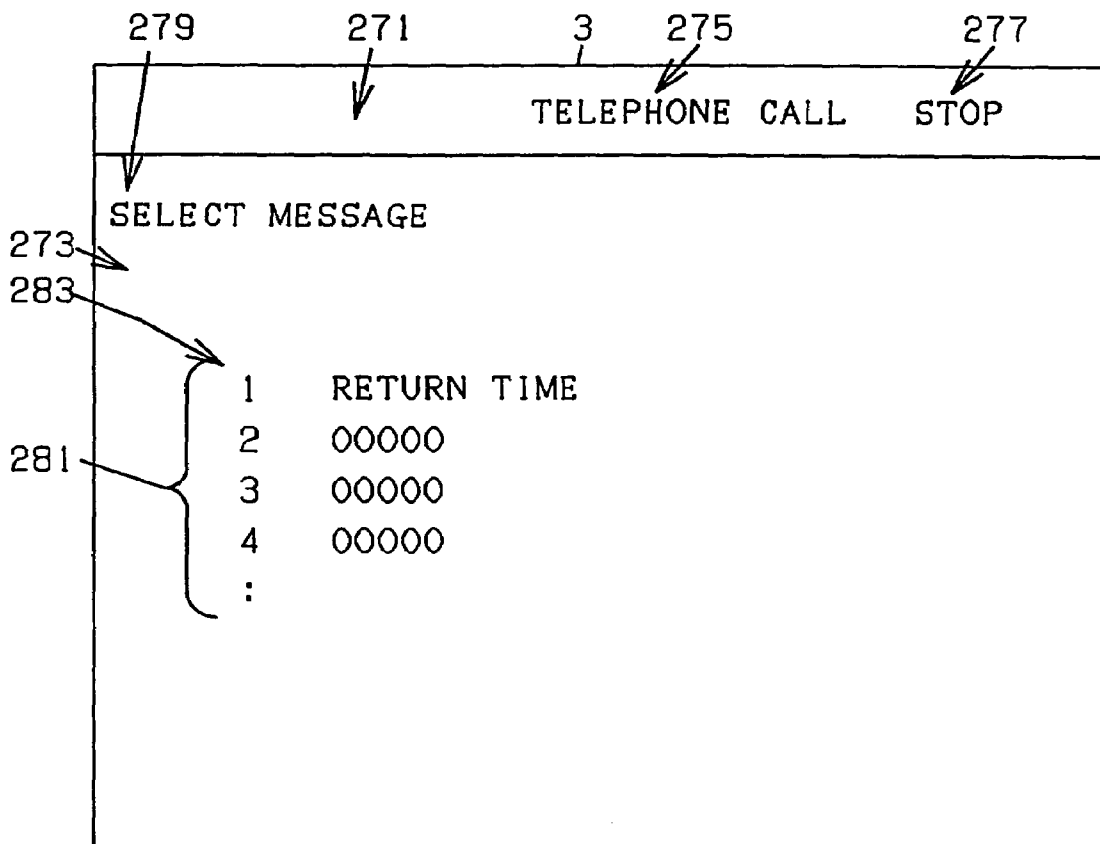 279 271 3 275 277
TELEPHONE CALL STOP
SELECT MESSAGE
273
283
1 RETURN TIME
2 00000
281
3 00000
4 00000
: